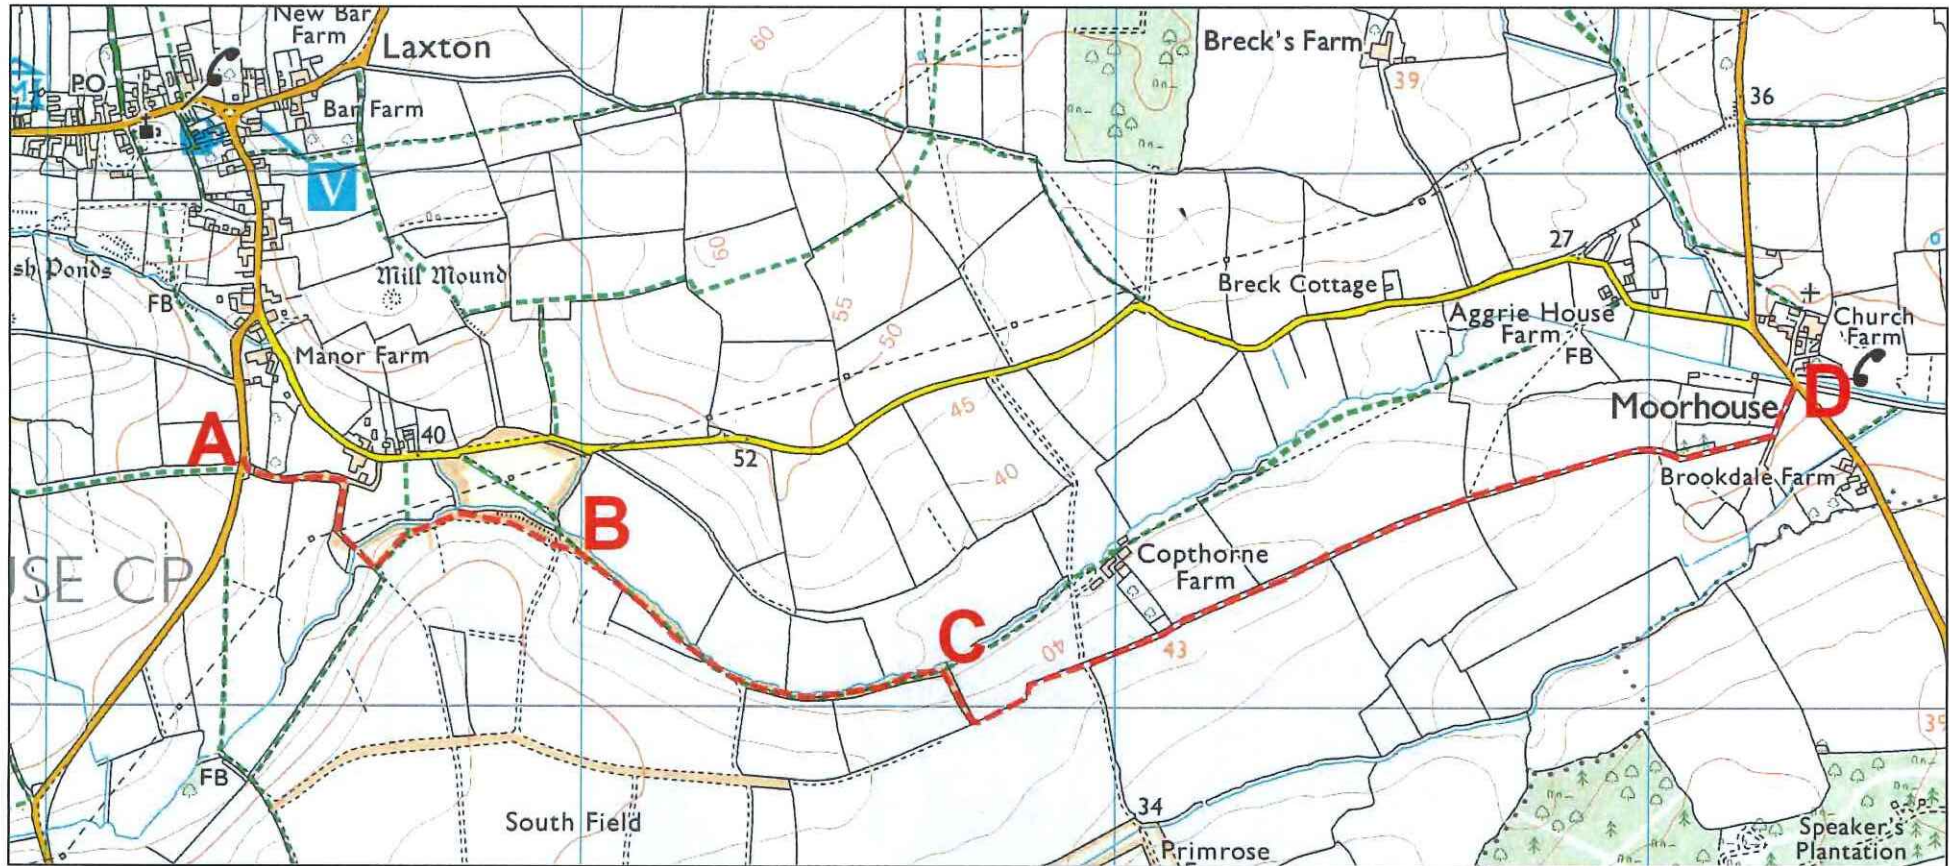 New Bar
Farm
Laxton
PO
Bar Farm
60
Breck's Farm
39
36
M
V
sh Ponds
FB
Mill Mound
60
55
50
Manor Farm
Breck Cottage
27
Aggrie House
Farm
FB
Church
Farm
A
40
52
45
40
Moorhouse
D
Brookdale Farm
B
USE CP
Copthorne
Farm
C
40
43
FB
South Field
34
Primrose
39
Speaker's
Plantation